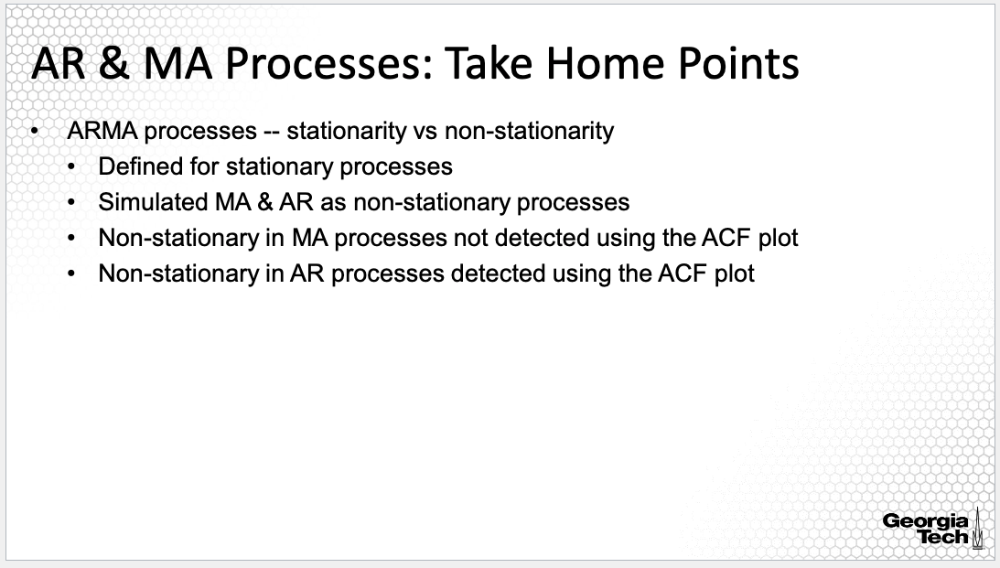 AR & MA Processes: Take Home Points
• ARMA processes -- stationarity vs non-stationarity
• Defined for stationary processes
• Simulated MA & AR as non-stationary processes
• Non-stationary in MA processes not detected using the ACF plot
• Non-stationary in AR processes detected using the ACF plot
Georgia
Tech